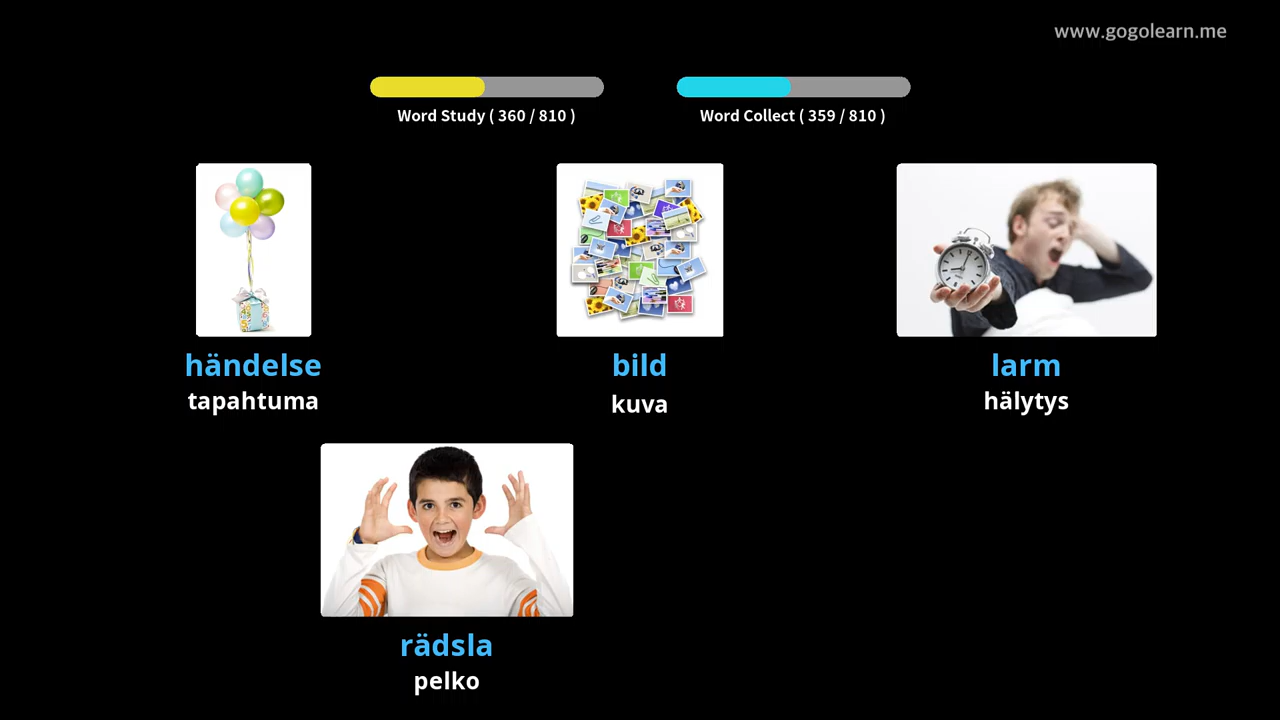 www.gogolearn.me
Word Study ( 360 / 810 )
Word Collect ( 359 / 810 )
händelse
tapahtuma
bild
kuva
larm
hälytys
rädsla
pelko